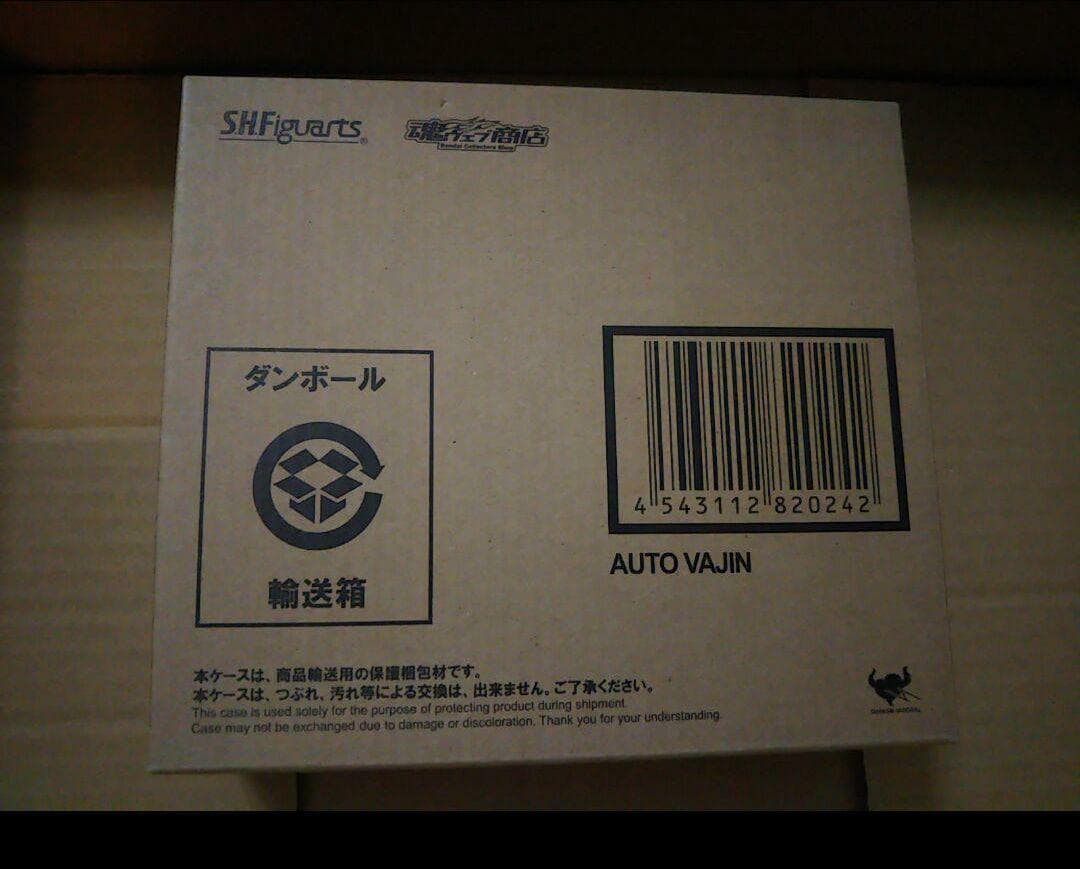 S.H.Figuarts®
魂ウェブ商店
Bandai Collectors Shop
ダンボール
輸送箱
4 543112 820242
AUTO VAJIN
本ケースは、商品輸送用の保護梱包材です。
本ケースは、つぶれ、汚れ等による交換は、出来ません。ご了承ください。
This case is used solely for the purpose of protecting product during shipment.
Case may not be exchanged due to damage or discoloration. Thank you for your understanding.